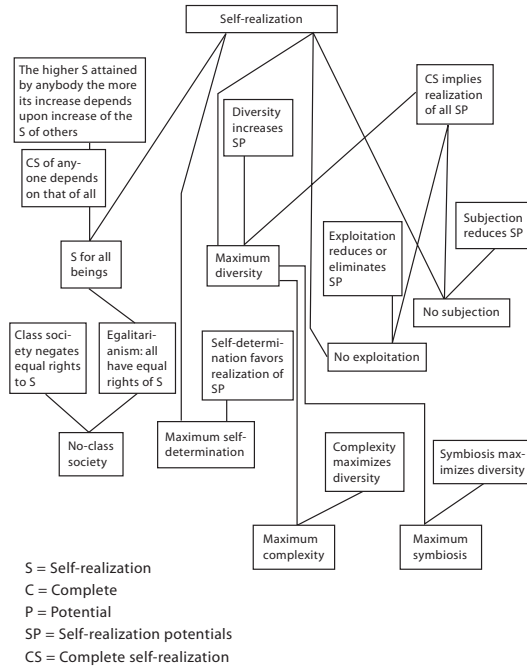 Self-realization
The higher S attained
by anybody the more
its increase depends
upon increase of the
S of others
CS of any-
one depends
on that of all
Diversity
increases
SP
CS implies
realization
of all SP
S for all
beings
Maximum
diversity
Exploitation
reduces or
eliminates
SP
Subjection
reduces SP
No subjection
Class
society
negates
equal rights
to S
Egalitari-
anism: all
have equal
rights of S
Self-
determi-
nation favors
realization of
SP
No exploitation
No-class
society
Maximum self-
determination
Complexity
maximizes
diversity
Symbiosis max-
imizes diversity
Maximum
complexity
Maximum
symbiosis
S = Self-realization
C = Complete
P = Potential
SP = Self-realization potentials
CS = Complete self-realization